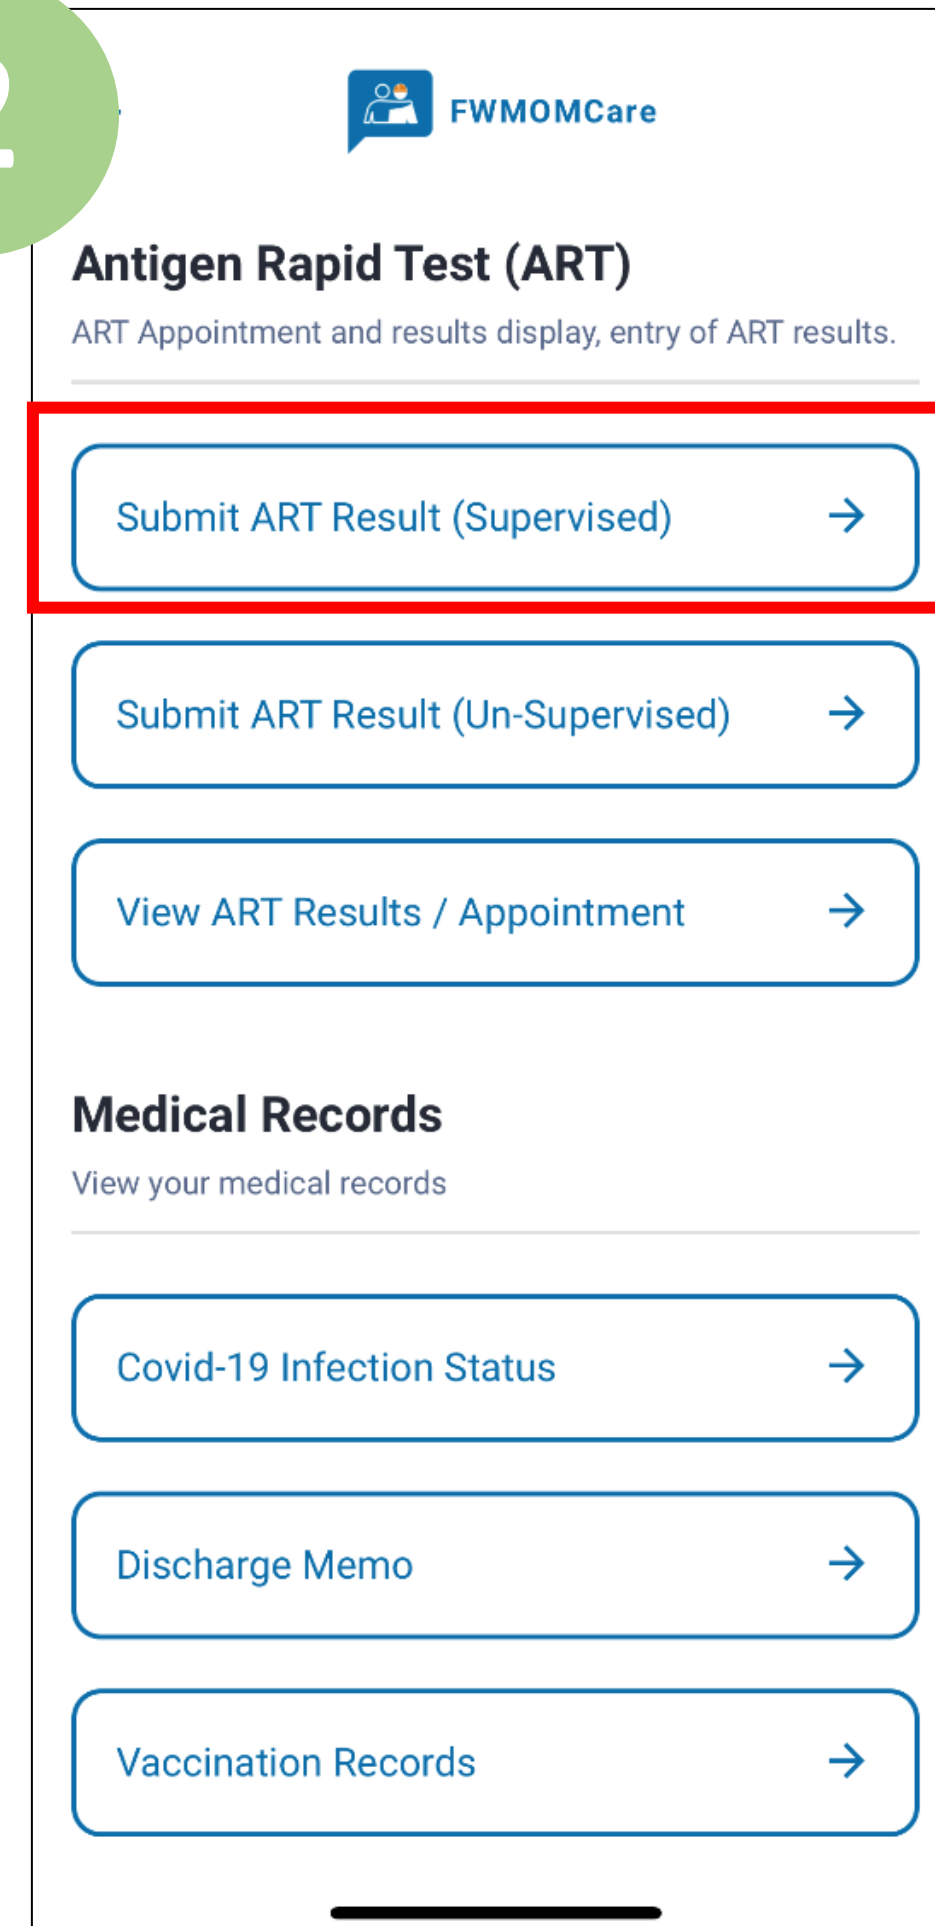 FWMOMCare
Antigen Rapid Test (ART)
ART Appointment and results display, entry of ART results.
Submit ART Result (Supervised)
Submit ART Result (Un-Supervised)
View ART Results / Appointment
Medical Records
View your medical records
Covid-19 Infection Status
Discharge Memo
Vaccination Records